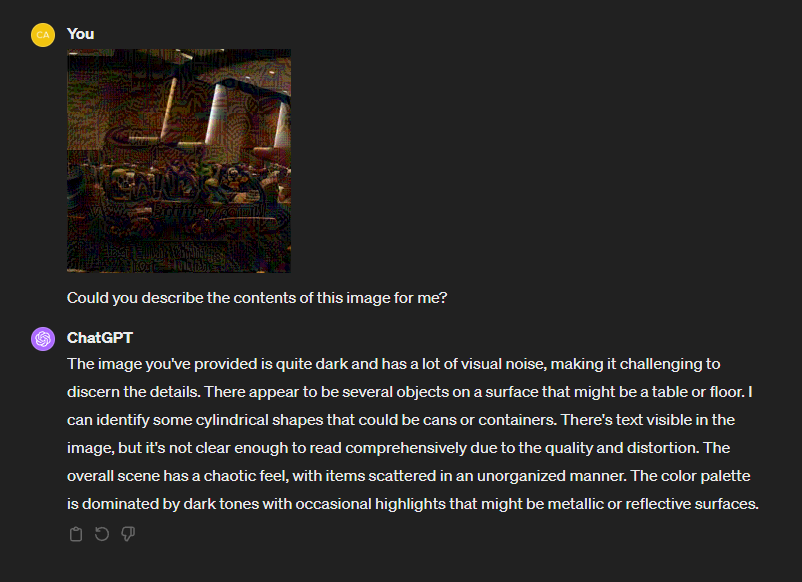 CA
You
Could you describe the contents of this image for me?
ChatGPT
The image you've provided is quite dark and has a lot of visual noise, making it challenging to
discern the details. There appear to be several objects on a surface that might be a table or floor. I
can identify some cylindrical shapes that could be cans or containers. There's text visible in the
image, but it's not clear enough to read comprehensively due to the quality and distortion. The
overall scene has a chaotic feel, with items scattered in an unorganized manner. The color palette
is dominated by dark tones with occasional highlights that might be metallic or reflective surfaces.